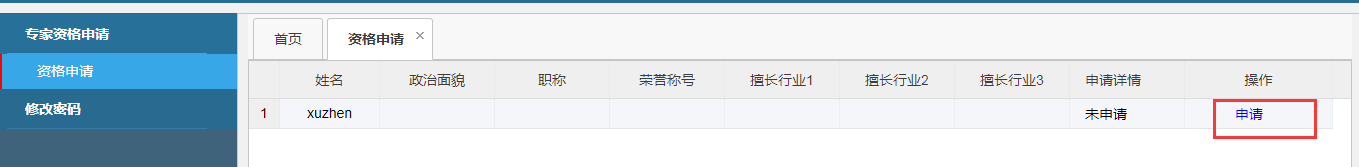 专家资格申请
资格申请
修改密码
首页 资格申请 ×
姓名 政治面貌 职称 荣誉称号 擅长行业1 擅长行业2 擅长行业3 申请详情 操作
1 xuzhen 未申请 申请